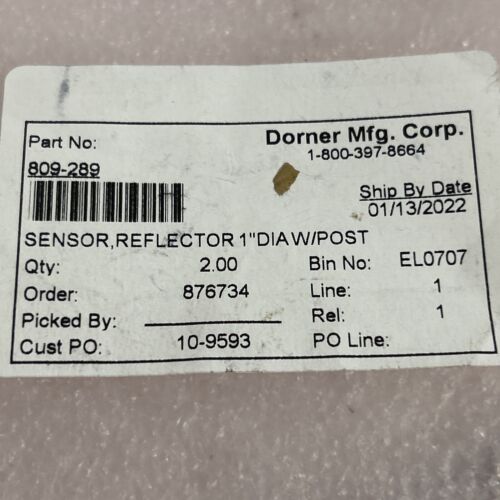 Part No:
Dorner Mfg. Corp.
1-800-397-8664
809-289
Ship By Date
01/13/2022
SENSOR,REFLECTOR 1"DIA W/POST
Qty: 2.00 Bin No: EL0707
Order: 876734 Line: 1
Picked By: Rel: 1
Cust PO: 10-9593 PO Line: